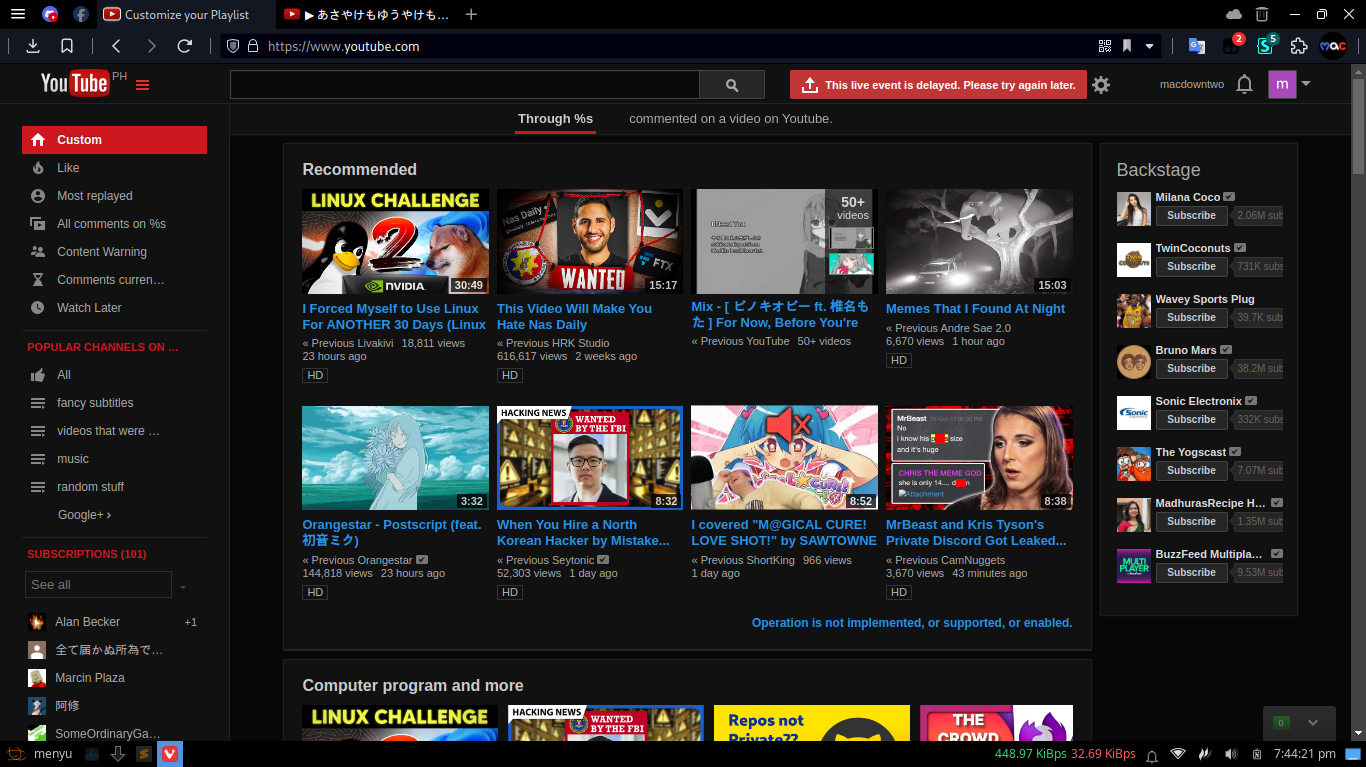 Customize your Playlist
▶ あさやけもゆうやけも…
https://www.youtube.com
2
5
mac
YouTube PH
This live event is delayed. Please try again later.
macdowntwo
m
Through %s
commented on a video on Youtube.
Custom
Like
Most replayed
All comments on %s
Content Warning
Comments curren…
Watch Later
POPULAR CHANNELS ON …
All
fancy subtitles
videos that were …
music
random stuff
Google+ ›
SUBSCRIPTIONS (101)
See all
Alan Becker
+1
全て届かぬ所為で…
Marcin Plaza
阿修
SomeOrdinaryGa…
Recommended
LINUX CHALLENGE
2
NVIDIA
30:49
I Forced Myself to Use Linux
For ANOTHER 30 Days (Linux
« Previous Livakivi 18,811 views
23 hours ago
HD
Nas Daily
FTX
WANTED
15:17
This Video Will Make You
Hate Nas Daily
« Previous HRK Studio
616,617 views 2 weeks ago
HD
I Need You
50+
videos
Mix - [ ピノキオピー ft. 椎名も
た ] For Now, Before You're
« Previous YouTube 50+ videos
15:03
Memes That I Found At Night
« Previous Andre Sae 2.0
6,670 views 1 hour ago
HD
3:32
Orangestar - Postscript (feat.
初音ミク)
« Previous Orangestar
144,818 views 23 hours ago
HD
HACKING NEWS
WANTED
BY THE FBI
8:32
When You Hire a North
Korean Hacker by Mistake...
« Previous Seytonic
52,303 views 1 day ago
HD
8:52
I covered "M@GICAL CURE!
LOVE SHOT!" by SAWTOWNE
« Previous ShortKing 966 views
1 day ago
MrBeast
No
i know his
size
and it's huge
CHRIS THE MEME GOD
she is only 14....
Attachment
8:38
MrBeast and Kris Tyson's
Private Discord Got Leaked...
« Previous CamNuggets
3,670 views 43 minutes ago
HD
Operation is not implemented, or supported, or enabled.
Computer program and more
LINUX CHALLENGE
HACKING NEWS
WANTED
BY THE FBI
Repos not
Private??
THE
CROWD
Backstage
Milana Coco
Subscribe
2.06M sub
TwinCoconuts
Subscribe
731K subs
Wavey Sports Plug
Subscribe
39.7K sub
Bruno Mars
Subscribe
38.2M sub
Sonic
Sonic Electronix
Subscribe
332K subs
The Yogscast
Subscribe
7.07M sub
MadhurasRecipe H…
Subscribe
1.35M sub
MULTI
PLAYER
BuzzFeed Multipla…
Subscribe
9.53M sub
0
menyu
448.97 KiBps 32.69 KiBps
7:44:21 pm